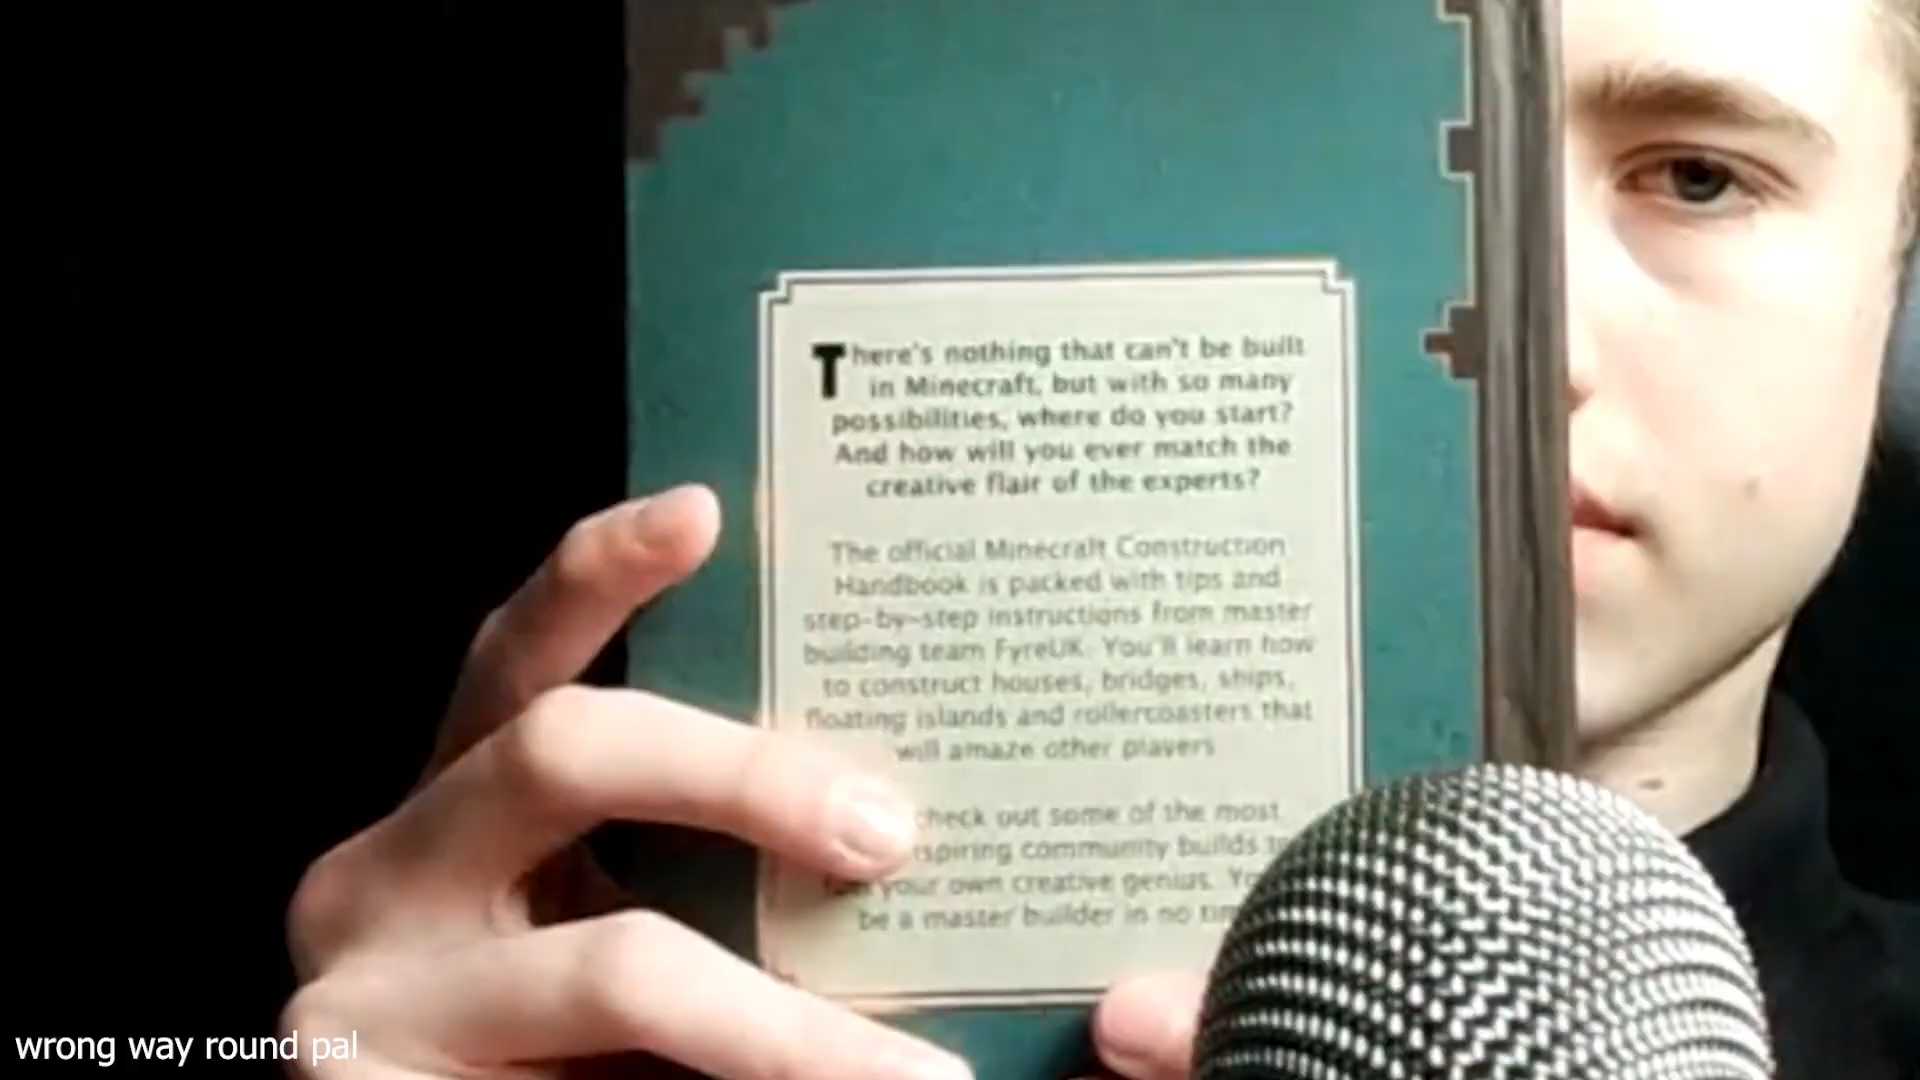 There's nothing that can't be built
in Minecraft, but with so many
possibilities, where do you start?
And how will you ever match the
creative flair of the experts?
The official Minecraft Construction
Handbook is packed with tips and
step-by-step instructions from master
building team FyreUK. You'll learn how
to construct houses, bridges, ships,
floating islands and rollercoasters that
will amaze other players
check out some of the most
community builds
your own creative genius.
be a master builder in no
wrong way round pal